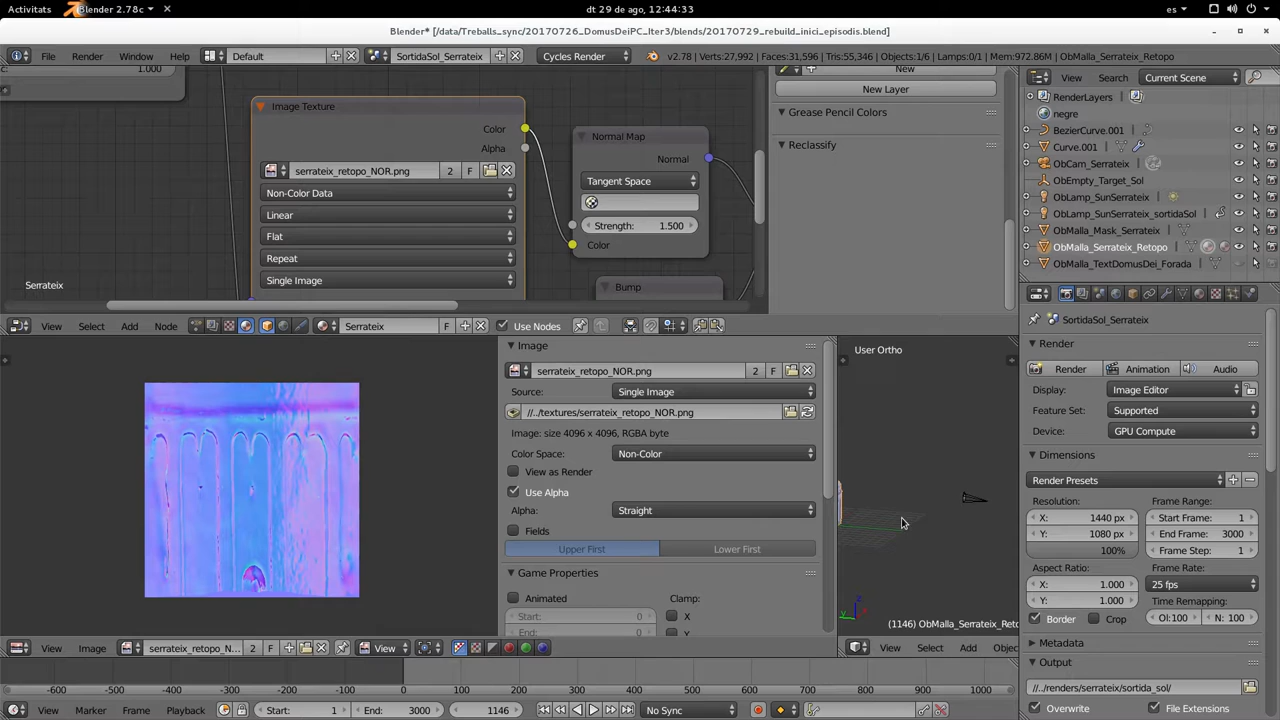 Activitats Blender 2.78c dt 29 de ago, 12:44:33 es
Blender* [/data/Treballs_sync/20170726_DomusDeiPC_Iter3/blends/20170729_rebuild_inici_episodis.blend]
File Render Window Help Default SortidaSol_Serrateix Cycles Render v2.78 | Verts:27,992 | Faces:31,596 | Tris:55,346 | Objects:1/6 | Lamps:0/1 | Mem:972.86M | ObMalla_Serrateix_Retopo
1.000
Image Texture
Color
Alpha
serrateix_retopo_NOR.png 2 F
Non-Color Data
Linear
Flat
Repeat
Single Image
Normal Map
Normal
Tangent Space
Strength: 1.500
Color
Bump
Serrateix
New
New Layer
Grease Pencil Colors
Reclassify
View Search Current Scene
RenderLayers
negre
BezierCurve.001
Curve.001
ObCam_Serrateix
ObEmpty_Target_Sol
ObLamp_SunSerrateix
ObLamp_SunSerrateix_sortidaSol
ObMalla_Mask_Serrateix
ObMalla_Serrateix_Retopo
ObMalla_TextDomusDei_Forada
View Select Add Node Serrateix F Use Nodes
Image
serrateix_retopo_NOR.png 2 F
Source: Single Image
//../textures/serrateix_retopo_NOR.png
Image: size 4096 x 4096, RGBA byte
Color Space: Non-Color
View as Render
Use Alpha
Alpha: Straight
Fields
Upper First Lower First
Game Properties
Animated Clamp:
Start: 0 X
End: 0 Y
User Ortho
(1146) ObMalla_Serrateix_Reto
SortidaSol_Serrateix
Render
Render Animation Audio
Display: Image Editor
Feature Set: Supported
Device: GPU Compute
Dimensions
Render Presets
Resolution: Frame Range:
X: 1440 px Start Frame: 1
Y: 1080 px End Frame: 3000
100% Frame Step: 1
Aspect Ratio: Frame Rate:
X: 1.000 25 fps
Y: 1.000 Time Remapping:
Border Crop Ol:100 N: 100
Metadata
Output
//../renders/serrateix/sortida_sol/
Overwrite File Extensions
View Image serrateix_retopo_N... 2 F View
View Select Add Objec
-600 -500 -400 -300 -200 -100 0 100 200 300 400 500 600 700 800 900 1000
View Marker Frame Playback Start: 1 End: 3000 1146 No Sync